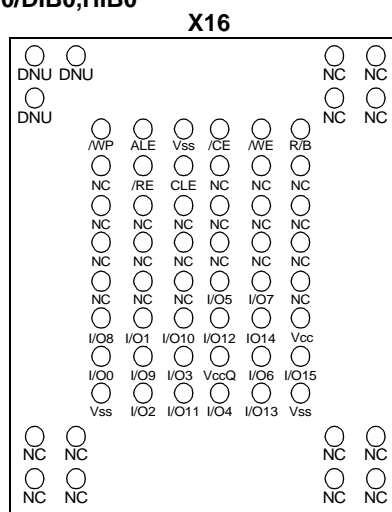 0/DIB0,HIB0
X16
DNU DNU NC NC
DNU NC NC
/WP ALE Vss /CE /WE R/B
NC /RE CLE NC NC NC
NC NC NC NC NC NC
NC NC NC NC NC NC
NC NC NC I/O5 I/O7 NC
I/O8 I/O1 I/O10 I/O12 IO14 Vcc
I/O0 I/O9 I/O3 VccQ I/O6 I/O15
Vss I/O2 I/O11 I/O4 I/O13 Vss
NC NC NC NC
NC NC NC NC